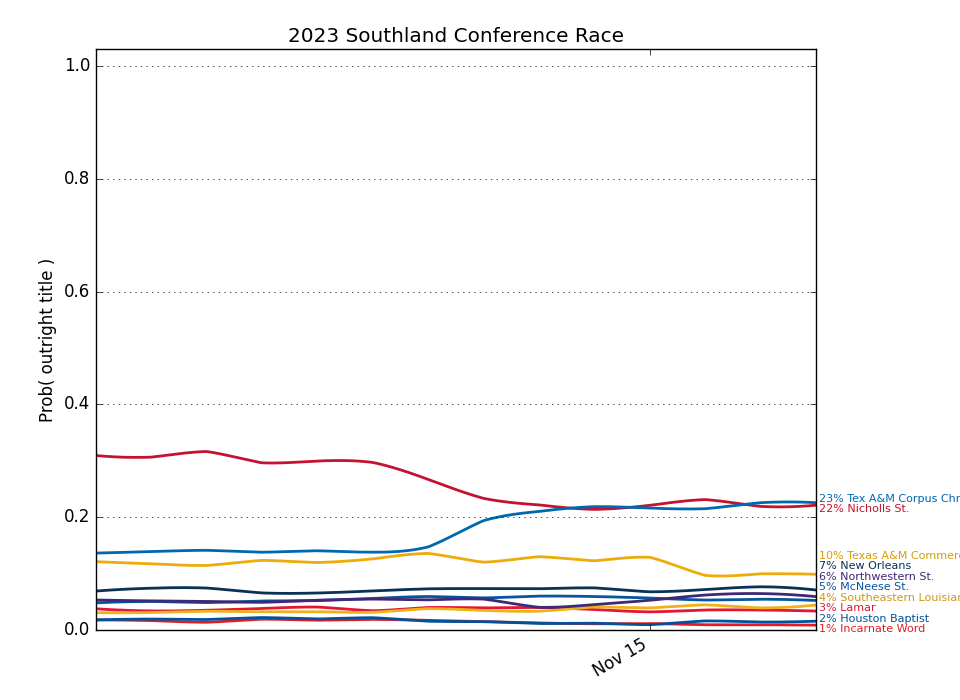 2023 Southland Conference Race
Prob( outright title )
1.0
0.8
0.6
0.4
0.2
0.0
Nov 15
23% Tex A&M Corpus Chr
22% Nicholls St.
10% Texas A&M Commerc
7% New Orleans
6% Northwestern St.
5% McNeese St.
4% Southeastern Louisian
3% Lamar
2% Houston Baptist
1% Incarnate Word